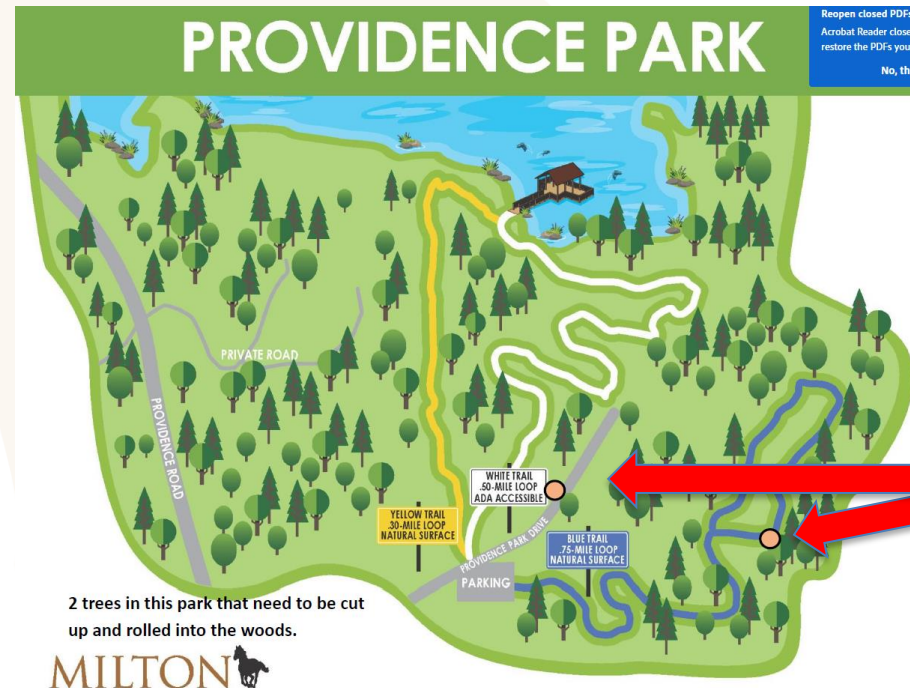 PROVIDENCE PARK
Reopen closed PDFs
Acrobat Reader close
restore the PDFs you
No, th
PRIVATE ROAD
PROVIDENCE ROAD
WHITE TRAIL
.50-MILE LOOP
ADA ACCESSIBLE
YELLOW TRAIL
.30-MILE LOOP
NATURAL SURFACE
PROVIDENCE PARK DRIVE
BLUE TRAIL
.75-MILE LOOP
NATURAL SURFACE
PARKING
2 trees in this park that need to be cut
up and rolled into the woods.
MILTON